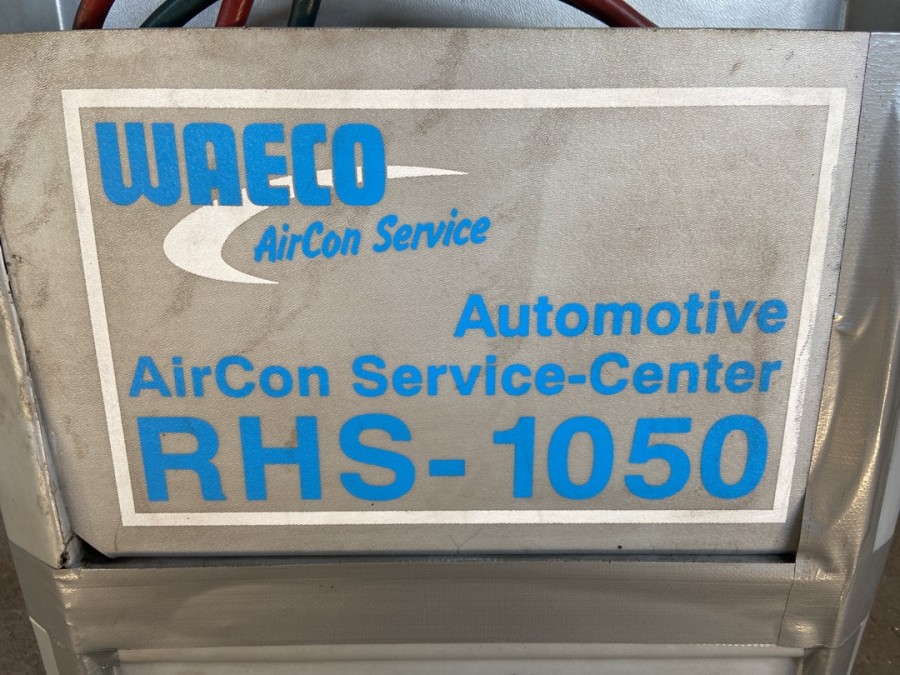 WAECO
AirCon Service
Automotive
AirCon Service-Center
RHS-1050